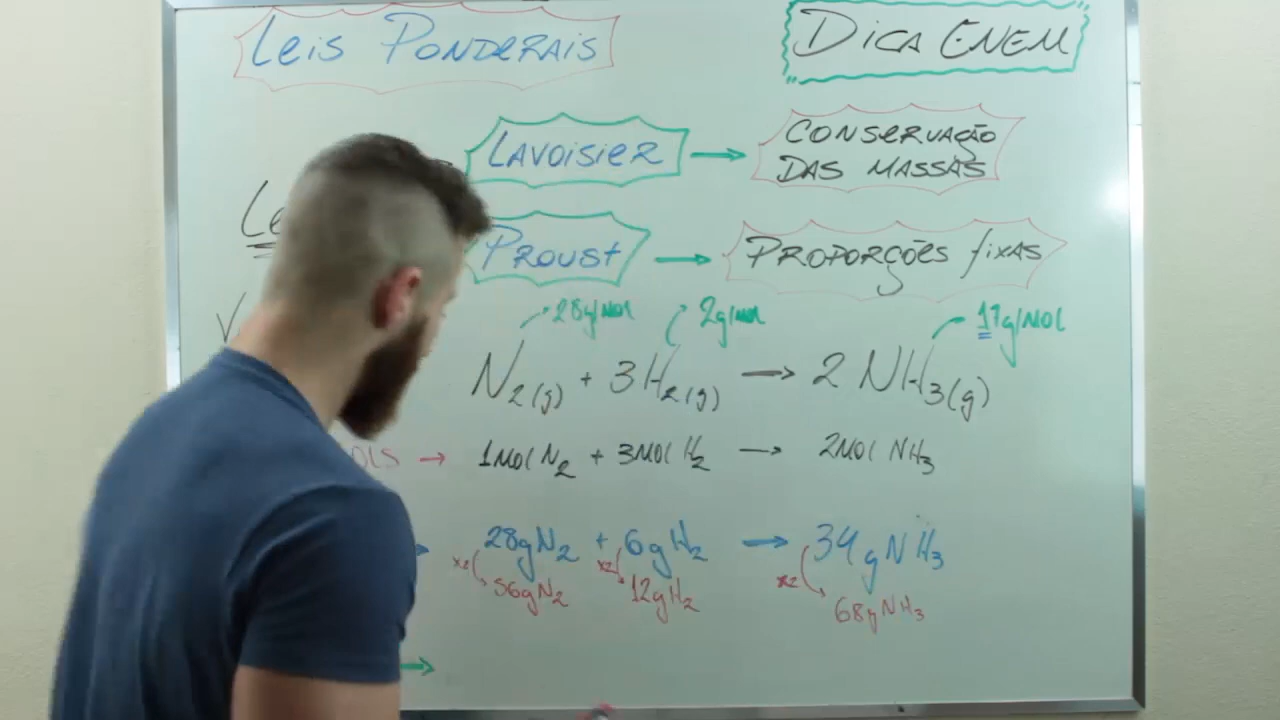 Leis Ponderais
Dica Enem
Lavoisier → Conservação
das massas
Proust → Proporções fixas
28g/mol 2g/mol 17g/mol
N2(g) + 3H2(g) → 2 NH3(g)
→ 1mol N2 + 3mol H2 → 2mol NH3
28g N2 + 6g H2 → 34g NH3
x2 56g N2 x2 12g H2 x2 68g NH3
→